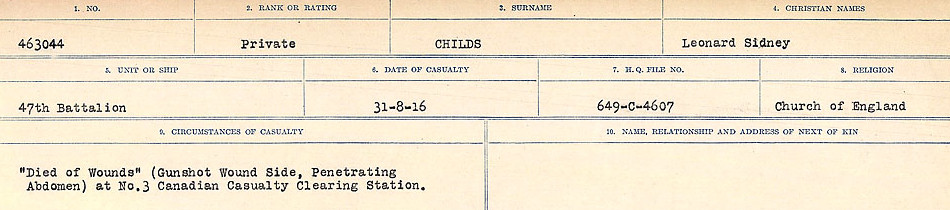 1. NO. 2. RANK OR RATING 3. SURNAME 4. CHRISTIAN NAMES
463044 Private CHILDS Leonard Sidney
5. UNIT OR SHIP 6. DATE OF CASUALTY 7. H.Q. FILE NO. 8. RELIGION
47th Battalion 31-8-16 649-C-4607 Church of England
9. CIRCUMSTANCES OF CASUALTY 10. NAME, RELATIONSHIP AND ADDRESS OF NEXT OF KIN
"Died of Wounds" (Gunshot Wound Side, Penetrating
Abdomen) at No.3 Canadian Casualty Clearing Station.